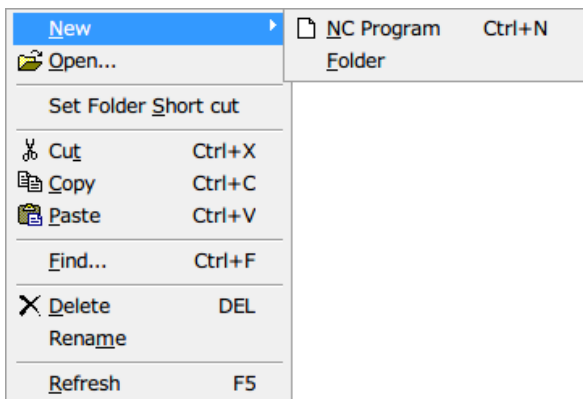 New
NC Program Ctrl+N
Open...
Folder
Set Folder Short cut
Cut Ctrl+X
Copy Ctrl+C
Paste Ctrl+V
Find... Ctrl+F
Delete DEL
Rename
Refresh F5